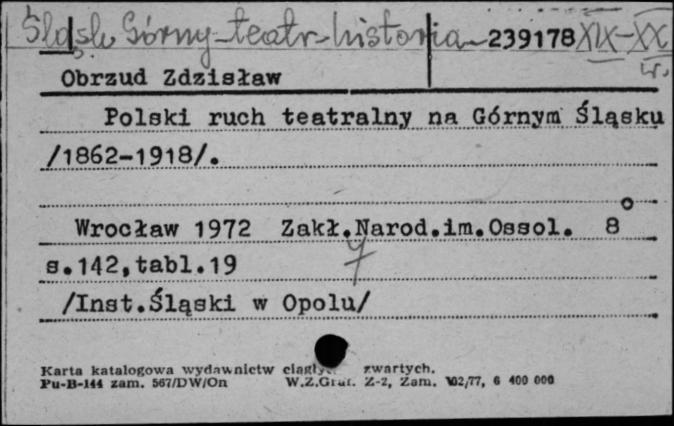 Śląsk Górny-teatr-historia- 239178 XIX-XX
w.
Obrzud Zdzisław
Polski ruch teatralny na Górnym Śląsku
/1862-1918/.
Wrocław 1972 Zakł.Narod.im.Ossol. 8°
s.142,tabl.19
/Inst.Śląski w Opolu/
Karta katalogowa wydawnictw zwartych.
Pu-B-144 zam. 567/DW/On W.Z.Graf. Z-2, Zam. 102/77, 6 400 000